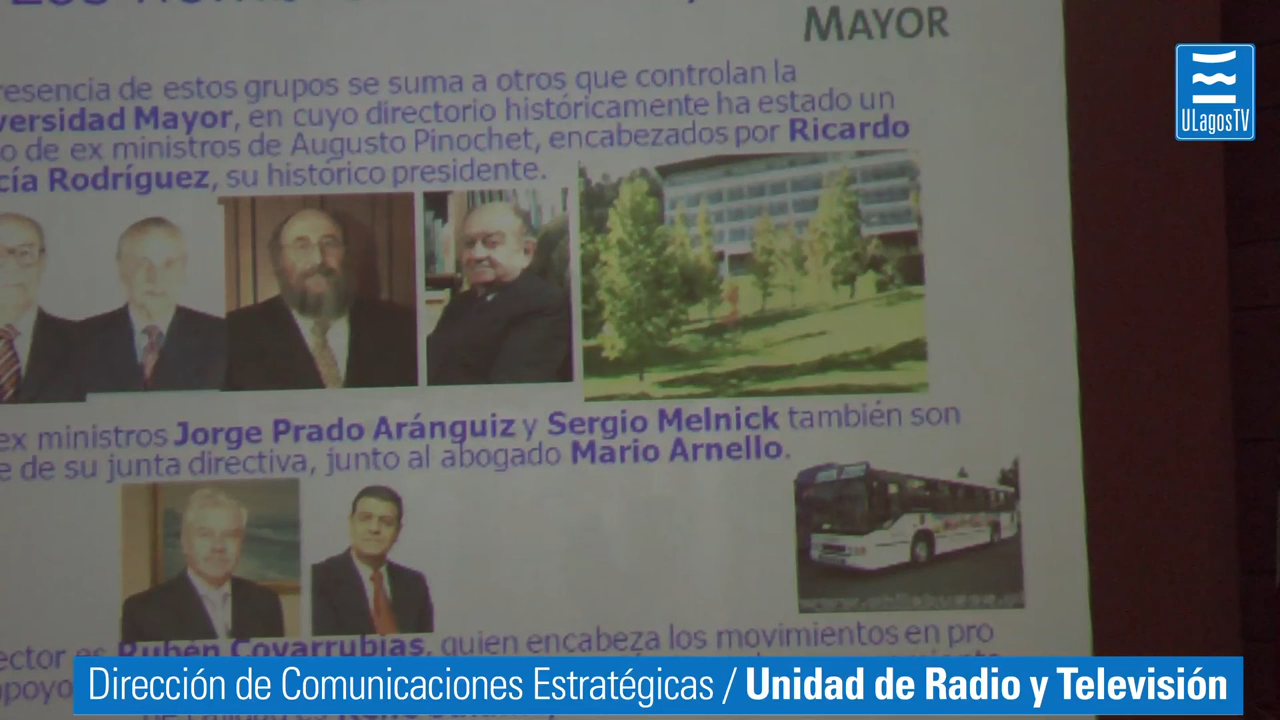 MAYOR
resencia de estos grupos se suma a otros que controlan la
versidad Mayor, en cuyo directorio históricamente ha estado un
o de ex ministros de Augusto Pinochet, encabezados por Ricardo
cía Rodríguez, su histórico presidente.
ULagosTV
ex ministros Jorge Prado Aránguiz y Sergio Melnick también son
e de su junta directiva, junto al abogado Mario Arnello.
ector es Rubén Covarrubias, quien encabeza los movimientos en pro
apoyo
Dirección de Comunicaciones Estratégicas / Unidad de Radio y Televisión